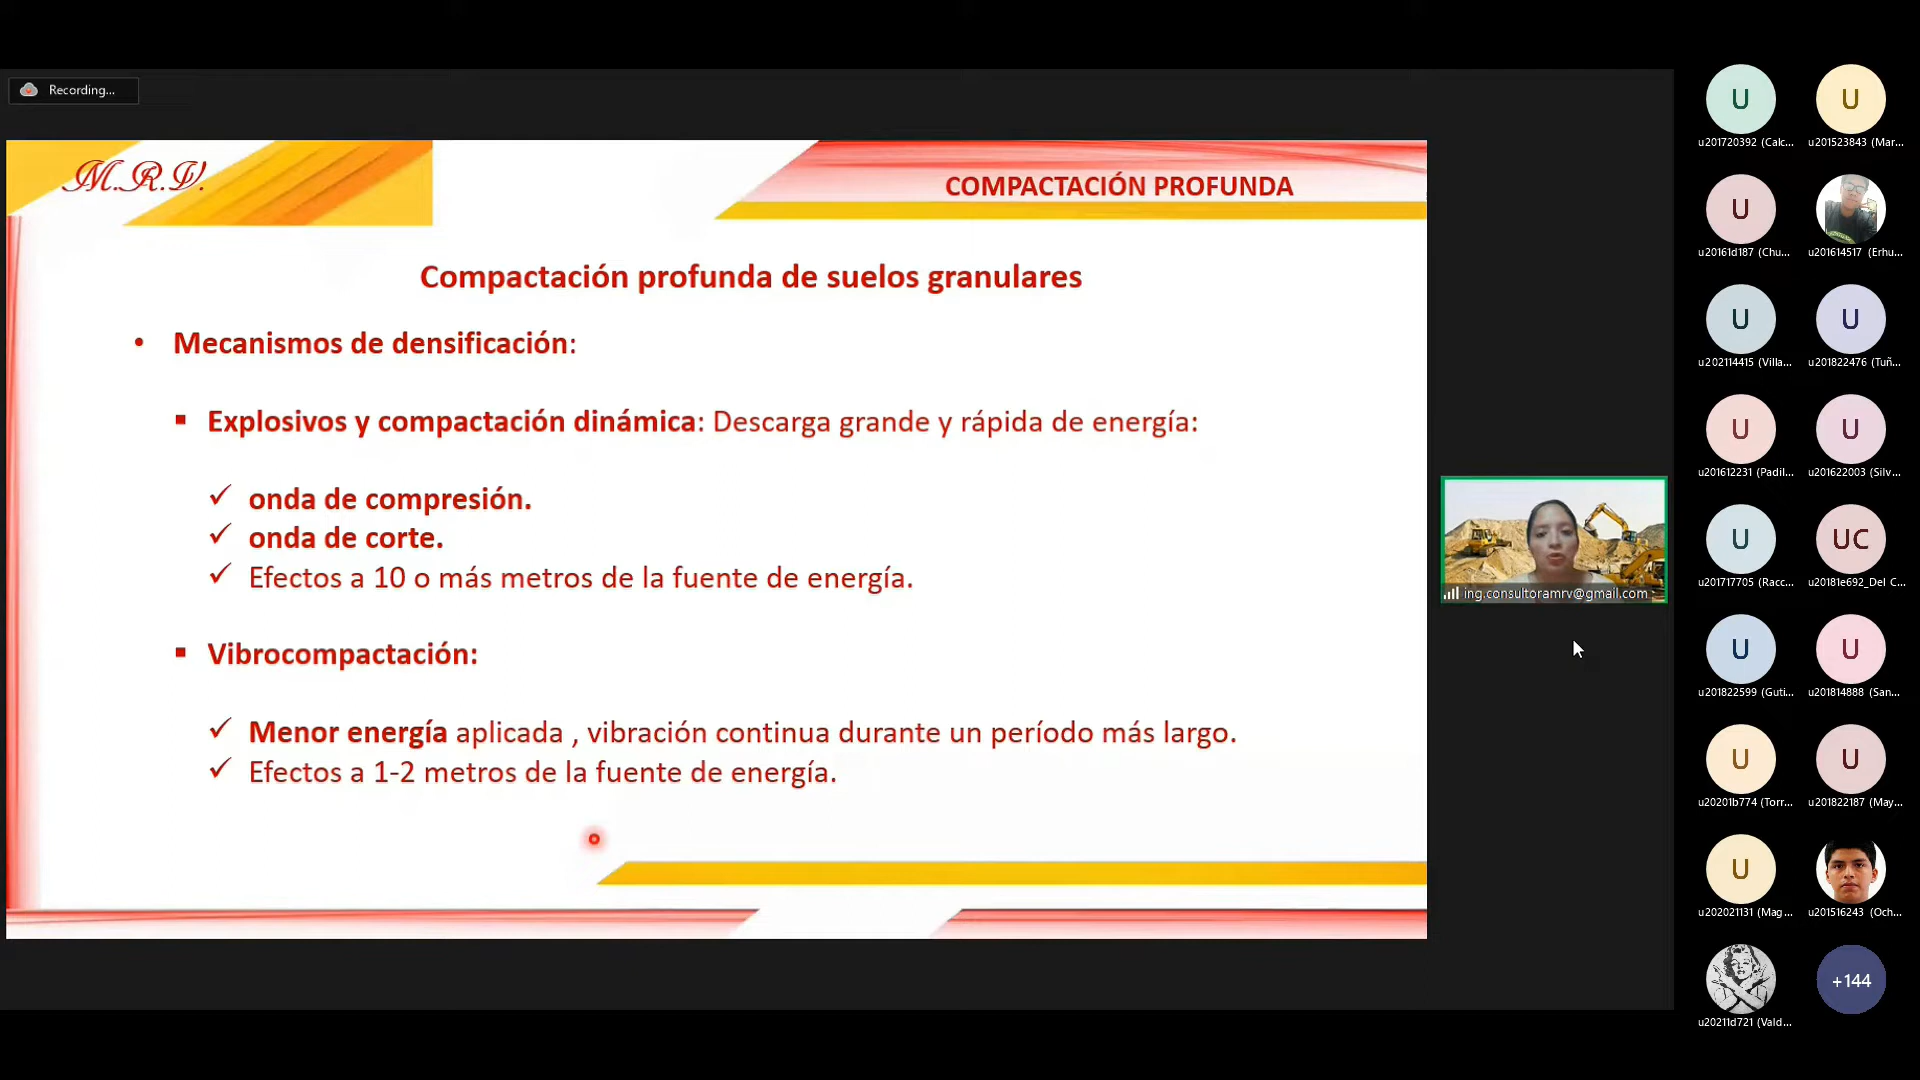 Recording...
M.R.V.
COMPACTACIÓN PROFUNDA
Compactación profunda de suelos granulares
• Mecanismos de densificación:
▪ Explosivos y compactación dinámica: Descarga grande y rápida de energía:
✓ onda de compresión.
✓ onda de corte.
✓ Efectos a 10 o más metros de la fuente de energía.
▪ Vibrocompactación:
✓ Menor energía aplicada , vibración continua durante un período más largo.
✓ Efectos a 1-2 metros de la fuente de energía.
ing.consultoramrv@gmail.com
U
U
u201720392 (Calc...
u201523843 (Mar...
U
u20161d187 (Chu...
u201614517 (Erhu...
U
U
u202114415 (Villa...
u201822476 (Tuñ...
U
U
u201612231 (Padil...
u201622003 (Silv...
U
UC
u201717705 (Racc...
u20181e692_Del C...
U
U
u201822599 (Guti...
u201814888 (San...
U
U
u20201b774 (Torr...
u201822187 (May...
U
u202021131 (Mag...
u201516243 (Och...
+144
u20211d721 (Vald...